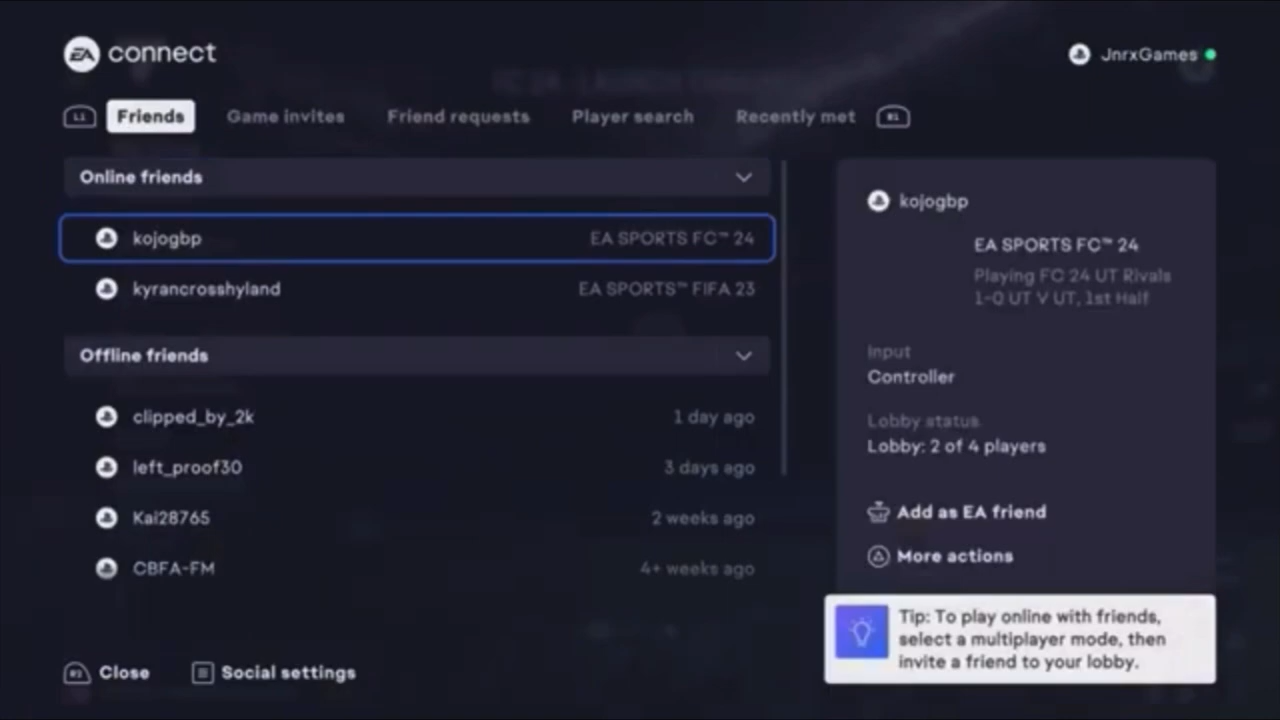 EA connect
JnrxGames
L1 Friends Game invites Friend requests Player search Recently met R1
Online friends
kojogbp EA SPORTS FC™ 24
kyrancrosshyland EA SPORTS™ FIFA 23
Offline friends
clipped_by_2k 1 day ago
left_proof30 3 days ago
Kai28765 2 weeks ago
CBFA-FM 4+ weeks ago
kojogbp
EA SPORTS FC™ 24
Playing FC 24 UT Rivals
1-0 UT V UT, 1st Half
Input
Controller
Lobby status
Lobby: 2 of 4 players
Add as EA friend
More actions
Tip: To play online with friends,
select a multiplayer mode, then
invite a friend to your lobby.
Close Social settings